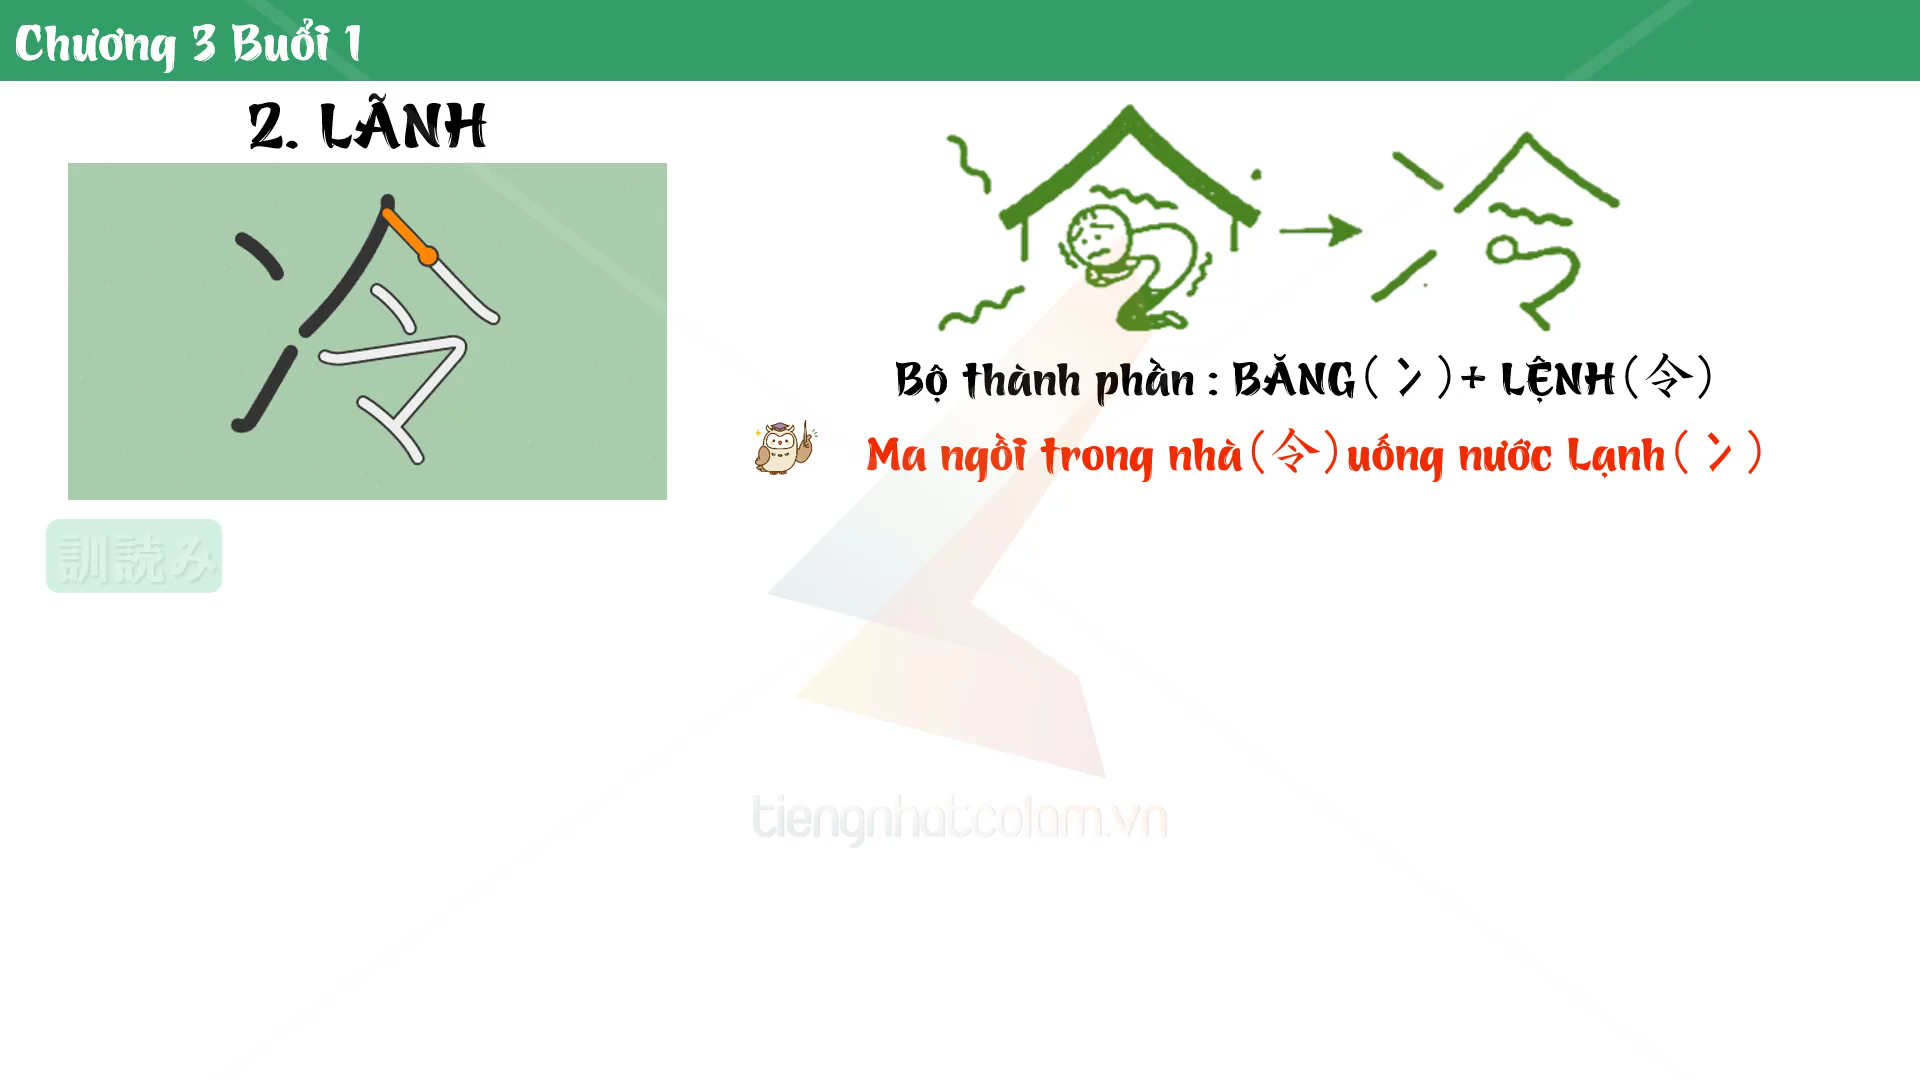 Chương 3 Buổi 1
2. LÃNH
冷
Bộ thành phần : BĂNG(冫)+ LỆNH(令)
Ma ngồi trong nhà(令)uống nước Lạnh(冫)
訓読み
tiengnhatcolam.vn